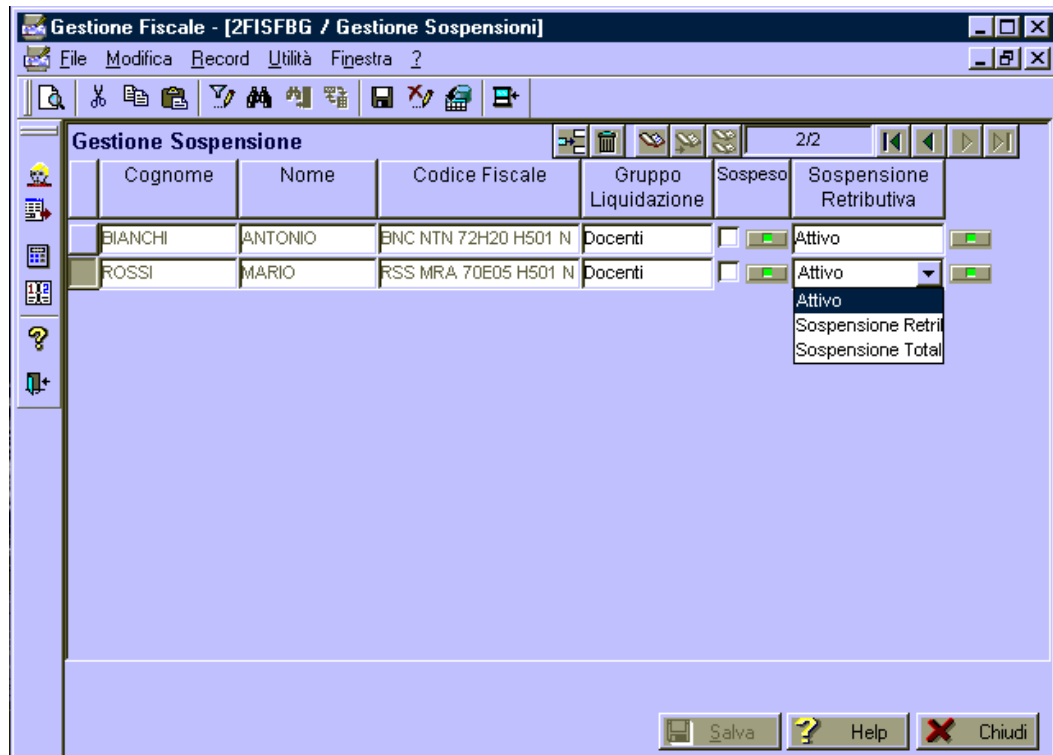 Gestione Fiscale - [2FISFBG / Gestione Sospensioni]
File Modifica Record Utilità Finestra ?
Gestione Sospensione 2/2
Cognome Nome Codice Fiscale Gruppo Liquidazione Sospeso Sospensione Retributiva
BIANCHI ANTONIO BNC NTN 72H20 H501 N Docenti Attivo
ROSSI MARIO RSS MRA 70E05 H501 N Docenti Attivo
Attivo
Sospensione Retril
Sospensione Total
Salva Help Chiudi